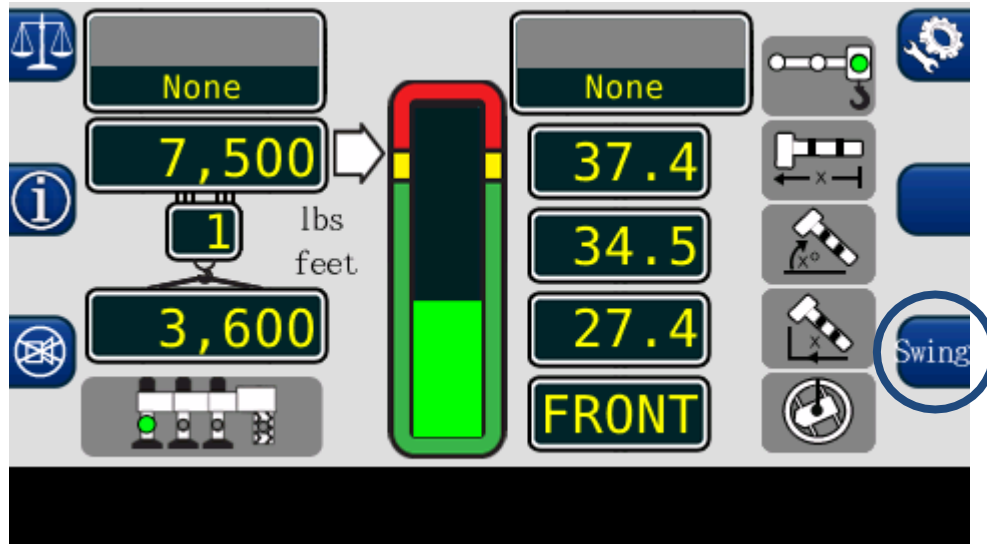 None
7,500
1
lbs
feet
3,600
None
37.4
x
34.5
x°
27.4
x
FRONT
Swing
i